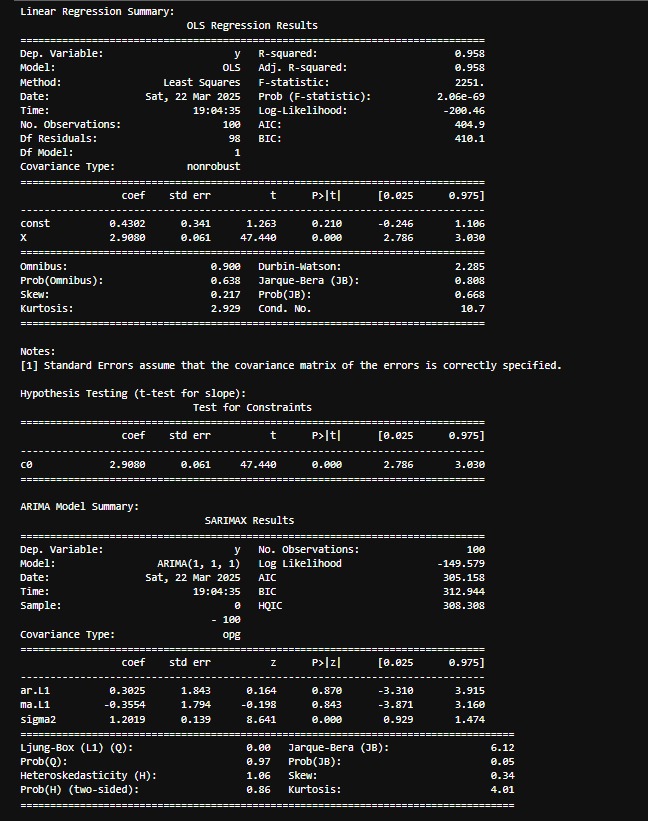 Linear Regression Summary:
                            OLS Regression Results
==============================================================================
Dep. Variable:                      y   R-squared:                       0.958
Model:                            OLS   Adj. R-squared:                  0.958
Method:                 Least Squares   F-statistic:                     2251.
Date:                Sat, 22 Mar 2025   Prob (F-statistic):           2.06e-69
Time:                        19:04:35   Log-Likelihood:                -200.46
No. Observations:                 100   AIC:                             404.9
Df Residuals:                      98   BIC:                             410.1
Df Model:                           1
Covariance Type:            nonrobust
==============================================================================
                 coef    std err          t      P>|t|      [0.025      0.975]
------------------------------------------------------------------------------
const          0.4302      0.341      1.263      0.210      -0.246       1.106
X              2.9080      0.061     47.440      0.000       2.786       3.030
==============================================================================
Omnibus:                        0.900   Durbin-Watson:                   2.285
Prob(Omnibus):                  0.638   Jarque-Bera (JB):                0.808
Skew:                           0.217   Prob(JB):                        0.668
Kurtosis:                       2.929   Cond. No.                         10.7
==============================================================================

Notes:
[1] Standard Errors assume that the covariance matrix of the errors is correctly specified.

Hypothesis Testing (t-test for slope):
                             Test for Constraints
==============================================================================
                 coef    std err          t      P>|t|      [0.025      0.975]
------------------------------------------------------------------------------
c0             2.9080      0.061     47.440      0.000       2.786       3.030
==============================================================================

ARIMA Model Summary:
                               SARIMAX Results
==============================================================================
Dep. Variable:                      y   No. Observations:                  100
Model:                 ARIMA(1, 1, 1)   Log Likelihood                -149.579
Date:                Sat, 22 Mar 2025   AIC                            305.158
Time:                        19:04:35   BIC                            312.944
Sample:                             0   HQIC                           308.308
                                - 100
Covariance Type:                  opg
==============================================================================
                 coef    std err          z      P>|z|      [0.025      0.975]
------------------------------------------------------------------------------
ar.L1          0.3025      1.843      0.164      0.870      -3.310       3.915
ma.L1         -0.3554      1.794     -0.198      0.843      -3.871       3.160
sigma2         1.2019      0.139      8.641      0.000       0.929       1.474
===================================================================================
Ljung-Box (L1) (Q):                   0.00   Jarque-Bera (JB):                 6.12
Prob(Q):                              0.97   Prob(JB):                         0.05
Heteroskedasticity (H):               1.06   Skew:                             0.34
Prob(H) (two-sided):                  0.86   Kurtosis:                         4.01
===================================================================================